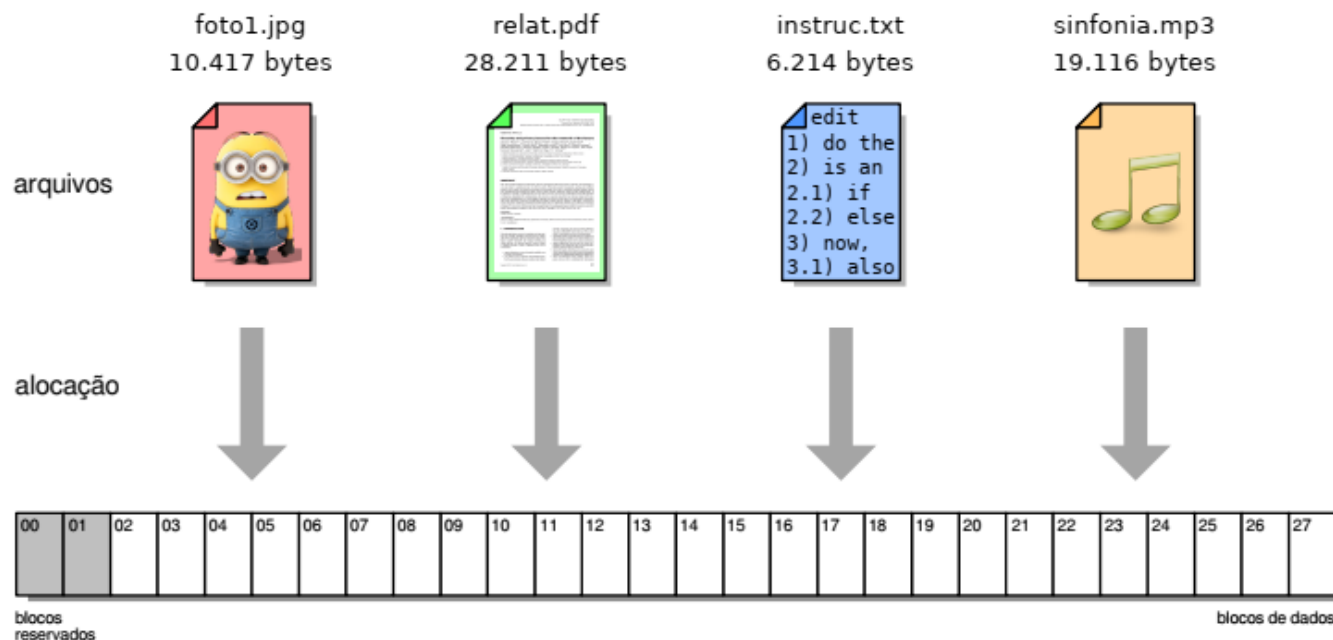 foto1.jpg
10.417 bytes
relat.pdf
28.211 bytes
instruc.txt
6.214 bytes
sinfonia.mp3
19.116 bytes
arquivos
edit
1) do the
2) is an
2.1) if
2.2) else
3) now,
3.1) also
alocação
00 01 02 03 04 05 06 07 08 09 10 11 12 13 14 15 16 17 18 19 20 21 22 23 24 25 26 27
blocos
reservados
blocos de dados